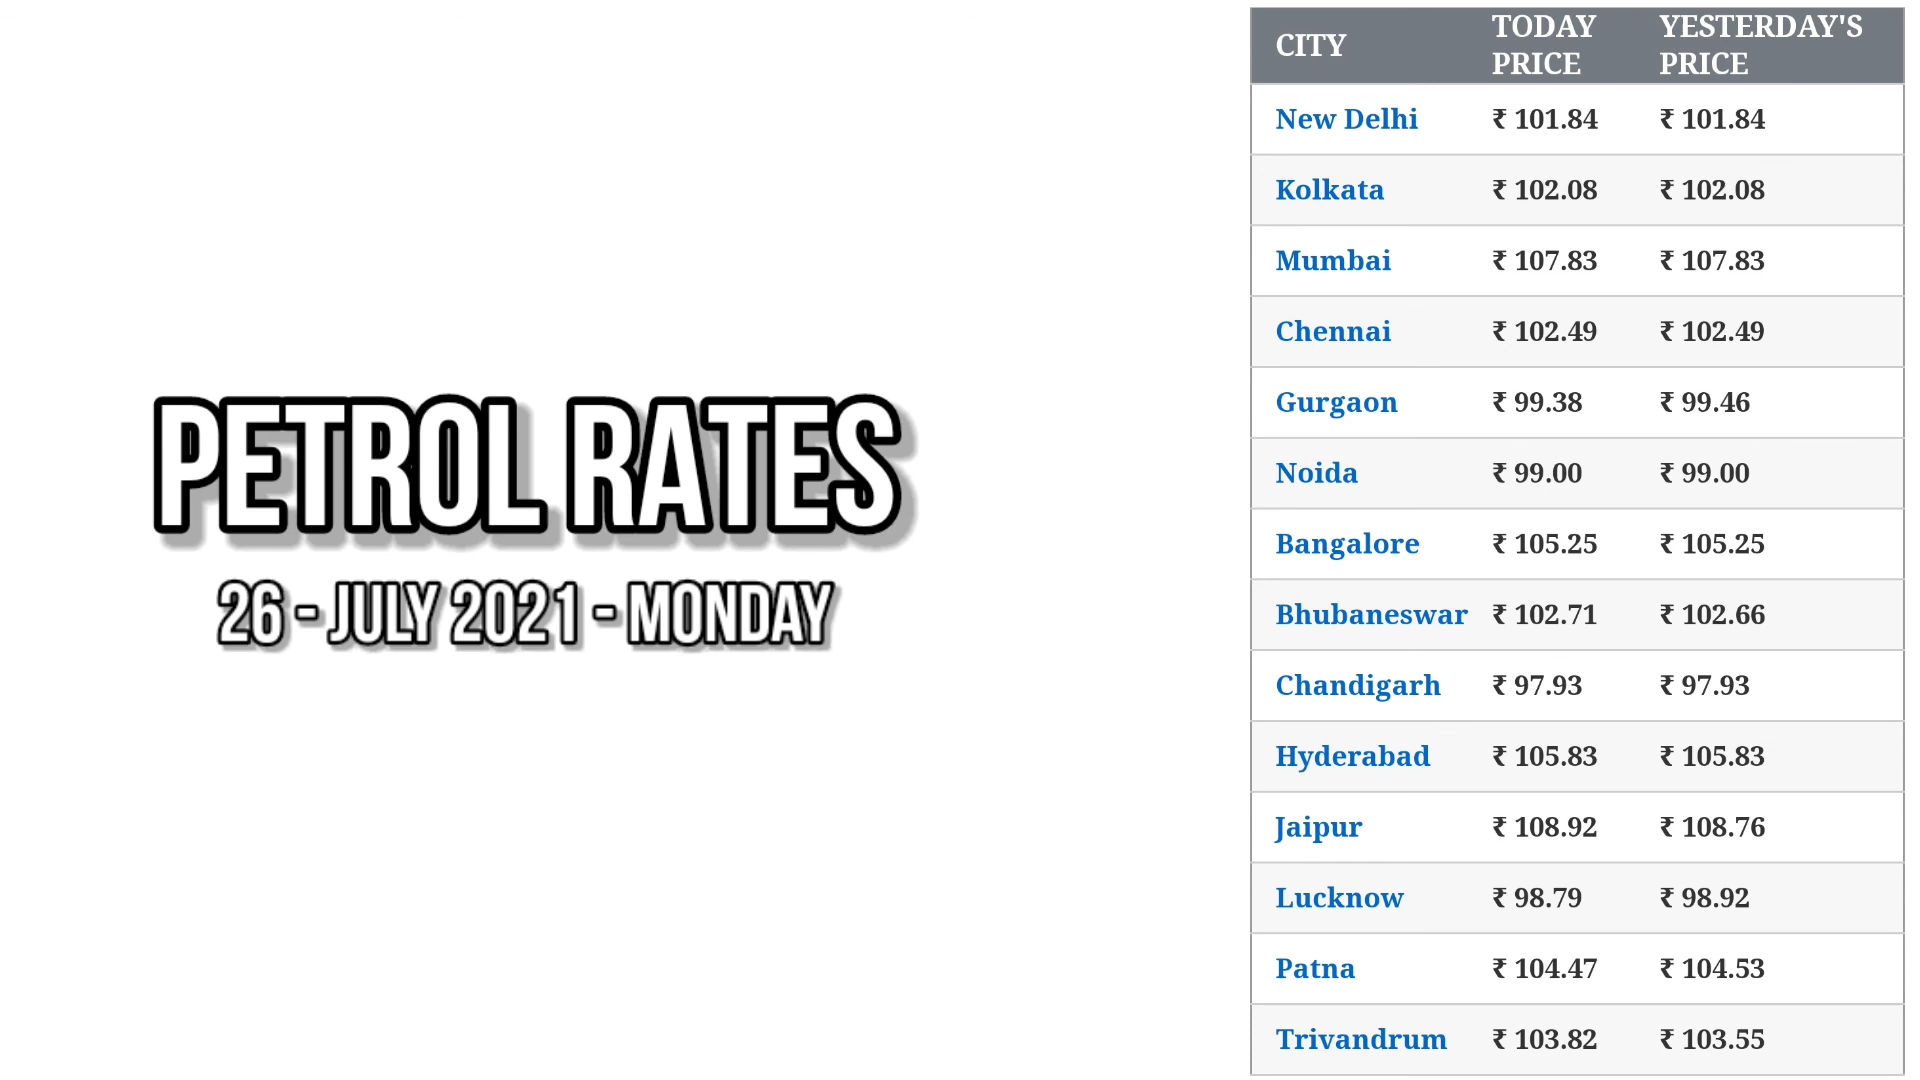 PETROL RATES
26 - JULY 2021 - MONDAY
CITY TODAY PRICE YESTERDAY'S PRICE
New Delhi ₹ 101.84 ₹ 101.84
Kolkata ₹ 102.08 ₹ 102.08
Mumbai ₹ 107.83 ₹ 107.83
Chennai ₹ 102.49 ₹ 102.49
Gurgaon ₹ 99.38 ₹ 99.46
Noida ₹ 99.00 ₹ 99.00
Bangalore ₹ 105.25 ₹ 105.25
Bhubaneswar ₹ 102.71 ₹ 102.66
Chandigarh ₹ 97.93 ₹ 97.93
Hyderabad ₹ 105.83 ₹ 105.83
Jaipur ₹ 108.92 ₹ 108.76
Lucknow ₹ 98.79 ₹ 98.92
Patna ₹ 104.47 ₹ 104.53
Trivandrum ₹ 103.82 ₹ 103.55